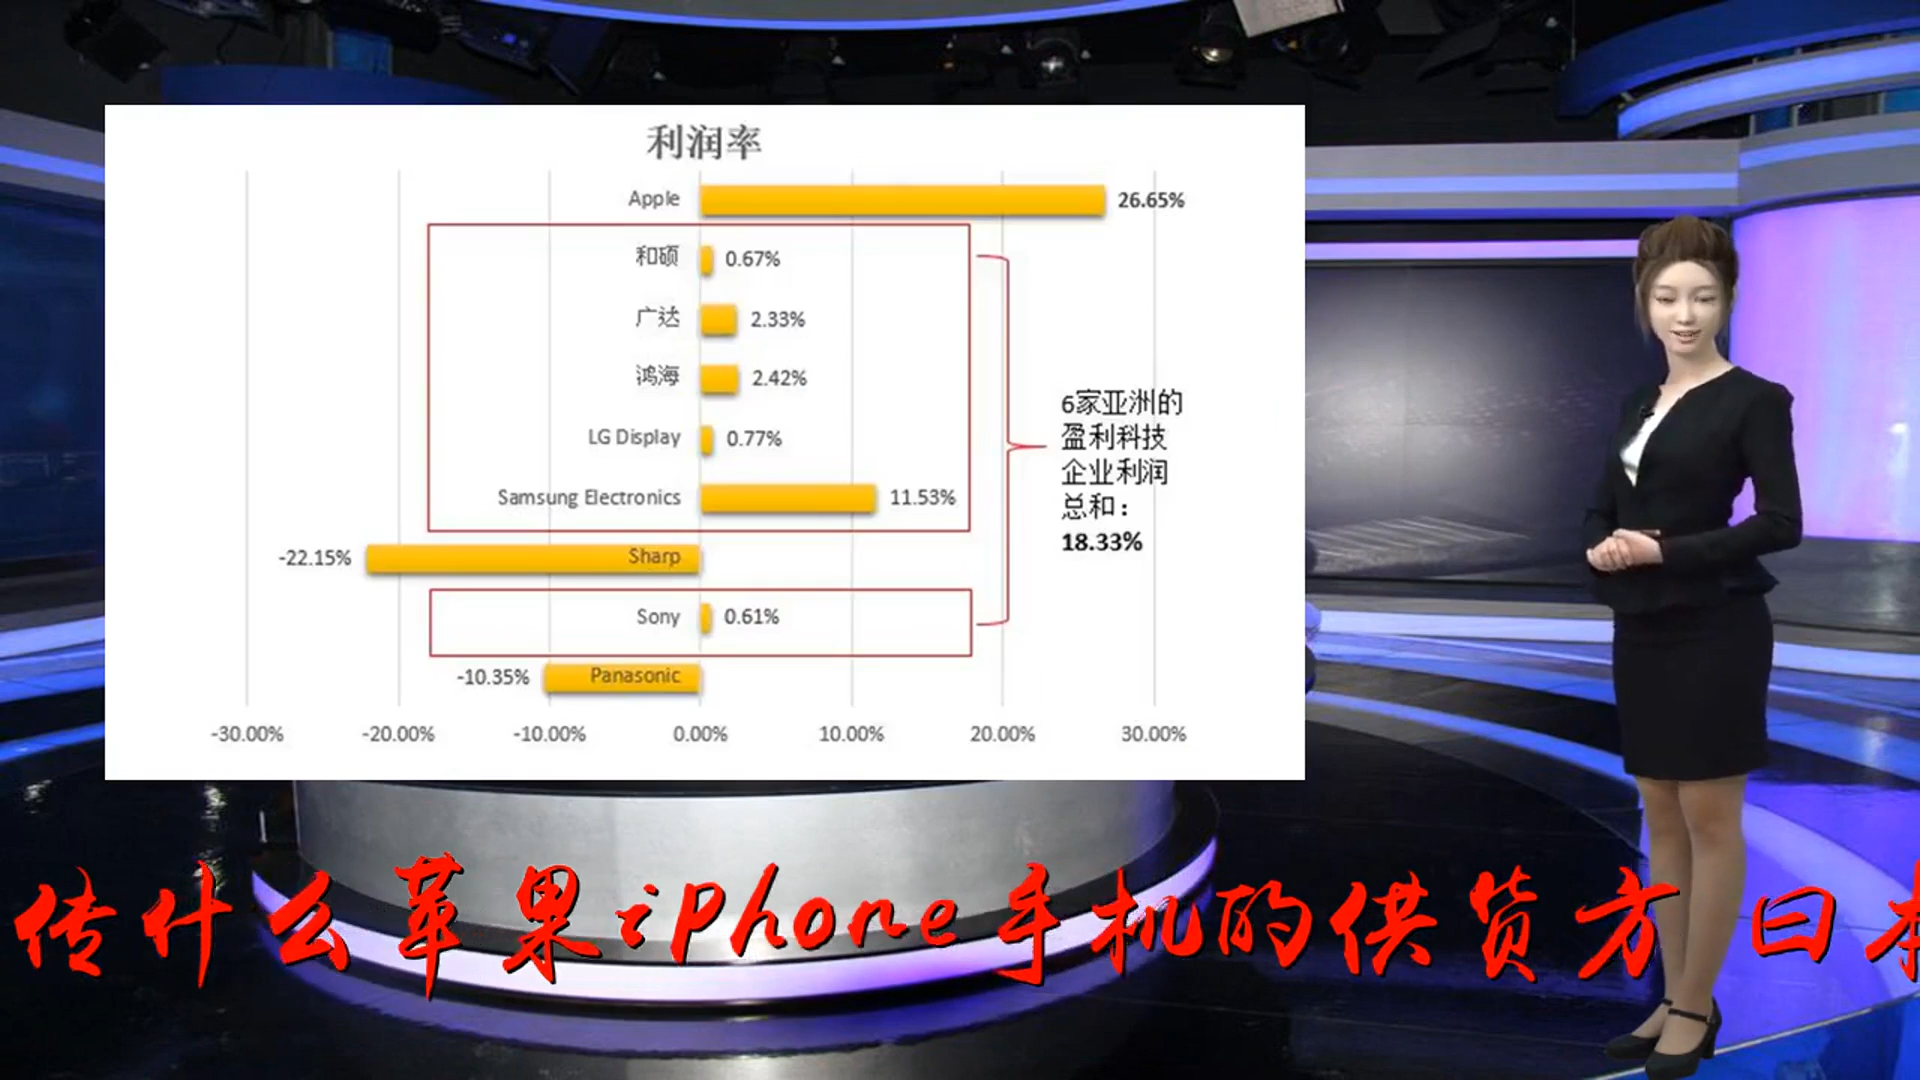 利润率
Apple 26.65%
和硕 0.67%
广达 2.33%
鸿海 2.42%
LG Display 0.77%
Samsung Electronics 11.53%
-22.15% Sharp
Sony 0.61%
-10.35% Panasonic
6家亚洲的
盈利科技
企业利润
总和：
18.33%
-30.00% -20.00% -10.00% 0.00% 10.00% 20.00% 30.00%
传什么苹果iPhone手机的供货方 日本